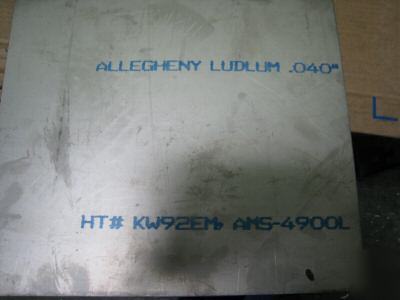 ALLEGHENY LUDLUM .040"
L
HT# KW92EM, AMS-4900L